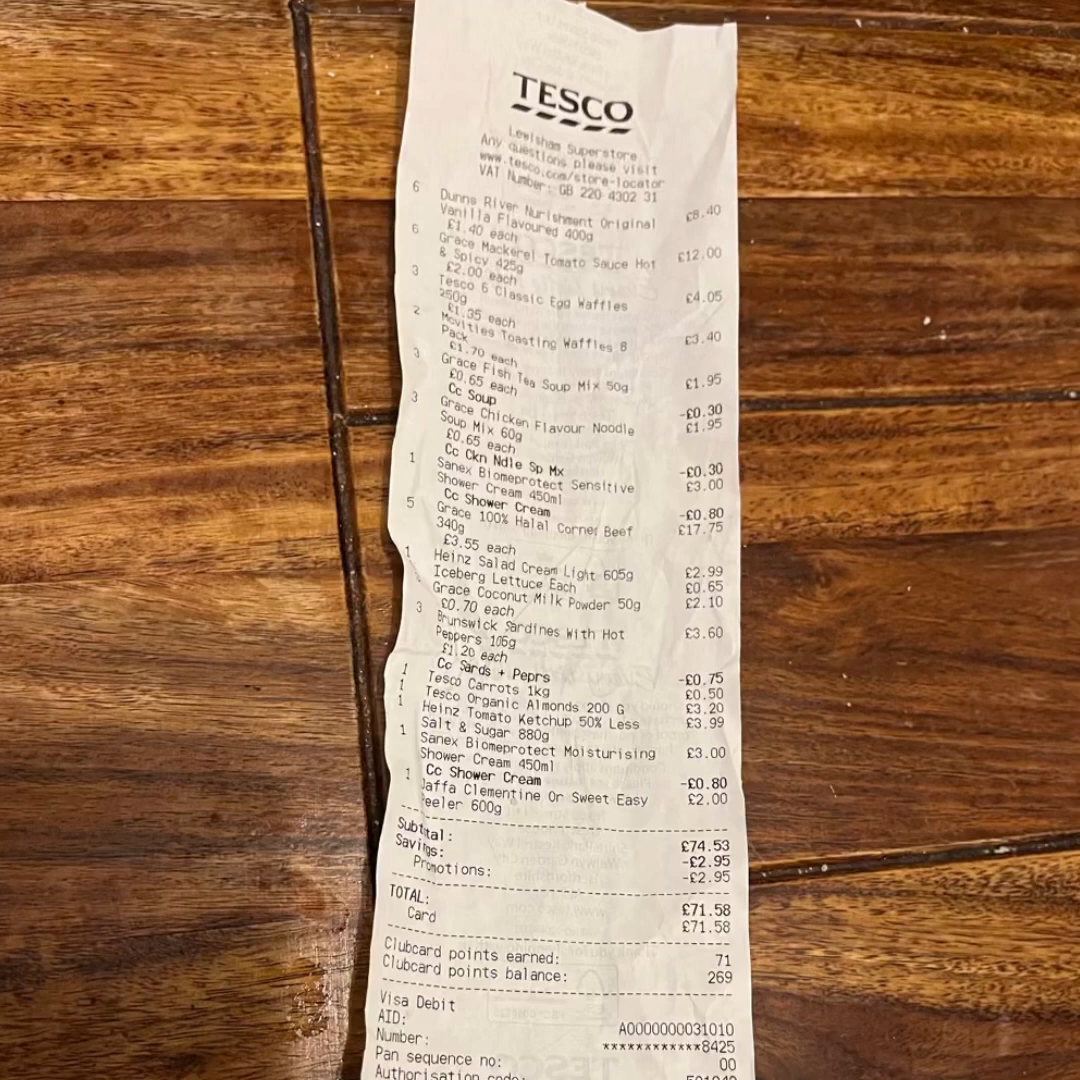 TESCO
Lewisham Superstore
Any questions please visit
www.tesco.com/store-locator
VAT Number: GB 220 4302 31
6 Dunns River Nurishment Original £8.40
Vanilla Flavoured 400g
£1.40 each
6 Grace Mackerel Tomato Sauce Hot £12.00
& Spicy 425g
£2.00 each
3 Tesco 6 Classic Egg Waffles £4.05
250g
£1.35 each
2 Mcvities Toasting Waffles 8 £3.40
Pack
£1.70 each
3 Grace Fish Tea Soup Mix 50g £1.95
£0.65 each
Cc Soup -£0.30
3 Grace Chicken Flavour Noodle £1.95
Soup Mix 60g
£0.65 each
Cc Ckn Ndle Sp Mx -£0.30
1 Sanex Biomeprotect Sensitive £3.00
Shower Cream 450ml
Cc Shower Cream -£0.80
5 Grace 100% Halal Corned Beef £17.75
340g
£3.55 each
1 Heinz Salad Cream Light 605g £2.99
Iceberg Lettuce Each £0.65
Grace Coconut Milk Powder 50g £2.10
£0.70 each
3 Brunswick Sardines With Hot £3.60
Peppers 106g
£1.20 each
Cc Sards + Peprs -£0.75
1 Tesco Carrots 1kg £0.50
1 Tesco Organic Almonds 200 G £3.20
1 Heinz Tomato Ketchup 50% Less £3.99
Salt & Sugar 880g
1 Sanex Biomeprotect Moisturising £3.00
Shower Cream 450ml
Cc Shower Cream -£0.80
1 Jaffa Clementine Or Sweet Easy £2.00
Peeler 600g
Subtotal: £74.53
Savings: -£2.95
Promotions: -£2.95
TOTAL: £71.58
Card £71.58
Clubcard points earned: 71
Clubcard points balance: 269
Visa Debit
AID: A0000000031010
Number: ************8425
Pan sequence no: 00
Authorisation code: